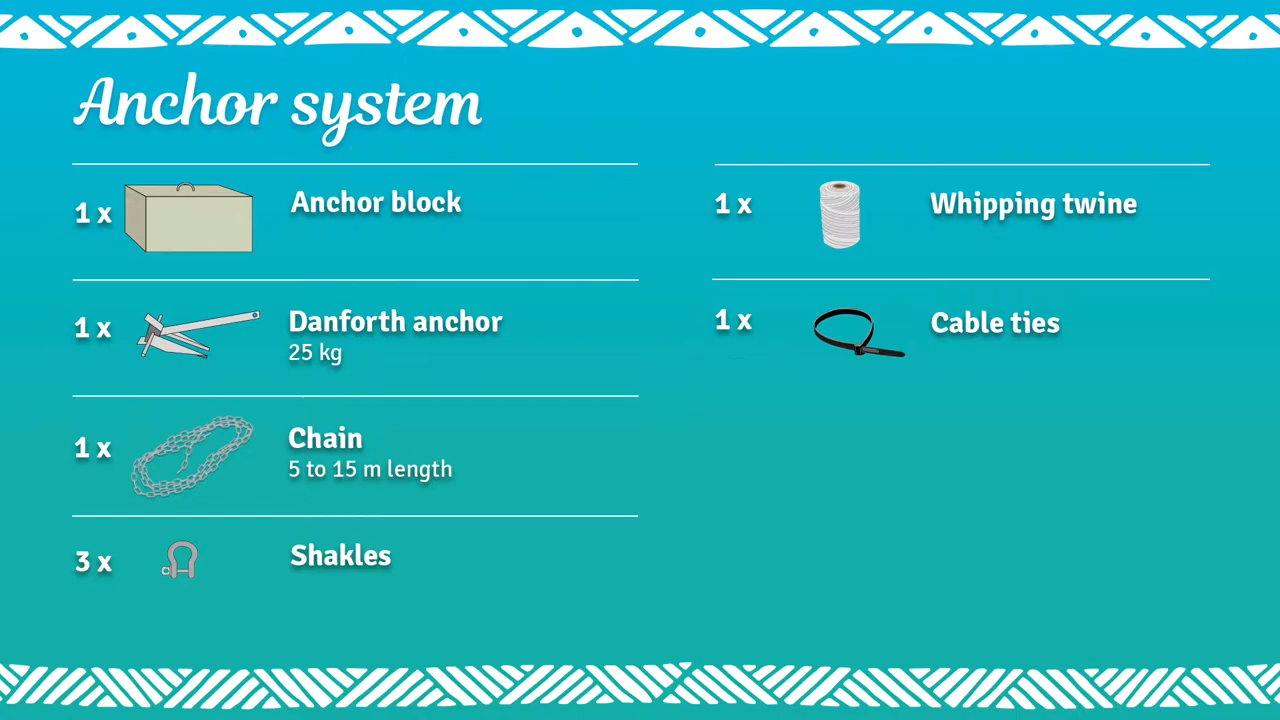 Anchor system
1 x
Anchor block
1 x
Danforth anchor
25 kg
1 x
Chain
5 to 15 m length
3 x
Shakles
1 x
Whipping twine
1 x
Cable ties